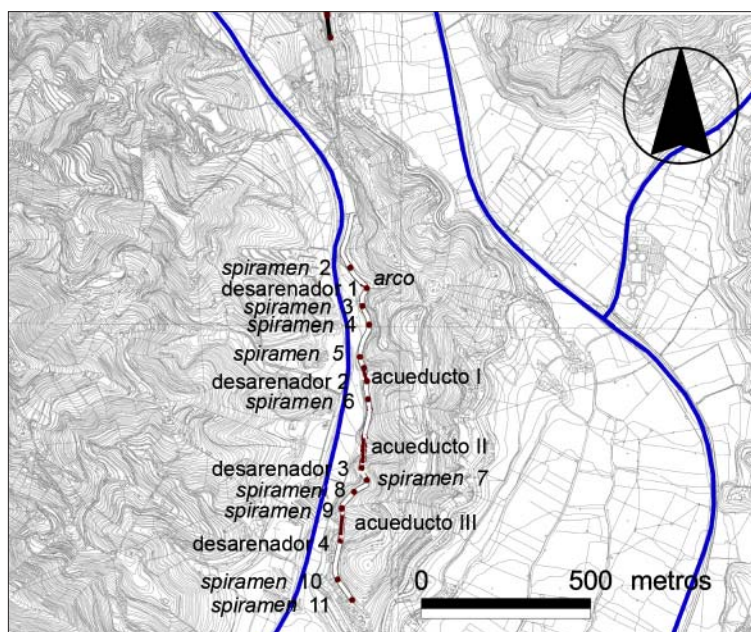 spiramen 2
desarenador 1
arco
spiramen 3
spiramen 4
spiramen 5
desarenador 2
acueducto I
spiramen 6
acueducto II
desarenador 3
spiramen 7
spiramen 8
spiramen 9
acueducto III
desarenador 4
spiramen 10
spiramen 11
0 500 metros